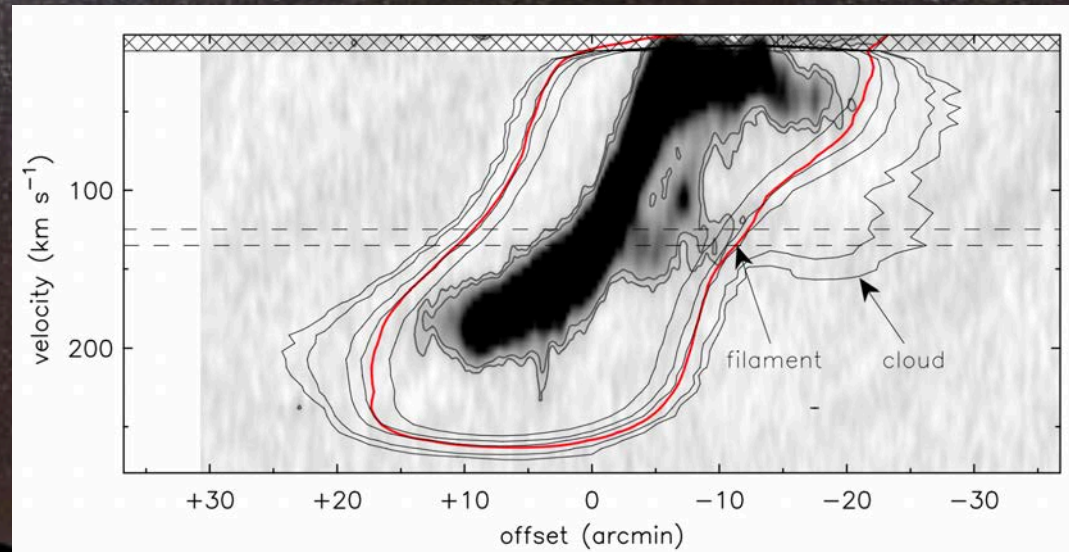 velocity (km s⁻¹)
100
200
filament
cloud
+30 +20 +10 0 -10 -20 -30
offset (arcmin)